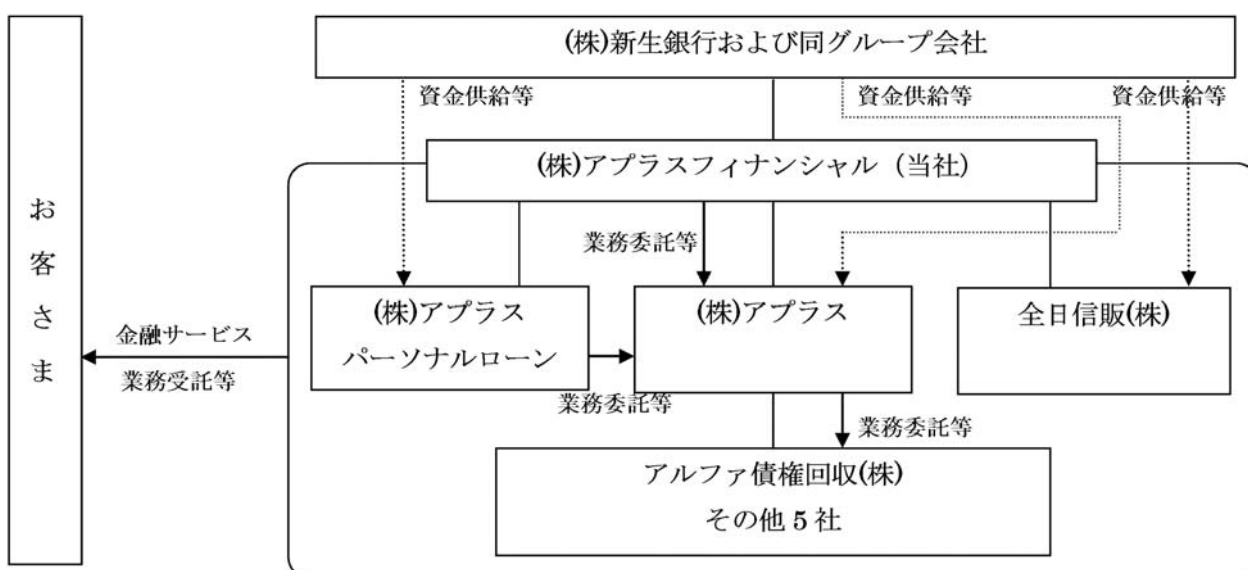 (株)新生銀行および同グループ会社
資金供給等
資金供給等
資金供給等
(株)アプラスフィナンシャル（当社）
お客さま
業務委託等
(株)アプラス
パーソナルローン
(株)アプラス
全日信販(株)
金融サービス
業務受託等
業務委託等
業務委託等
アルファ債権回収(株)
その他 5 社